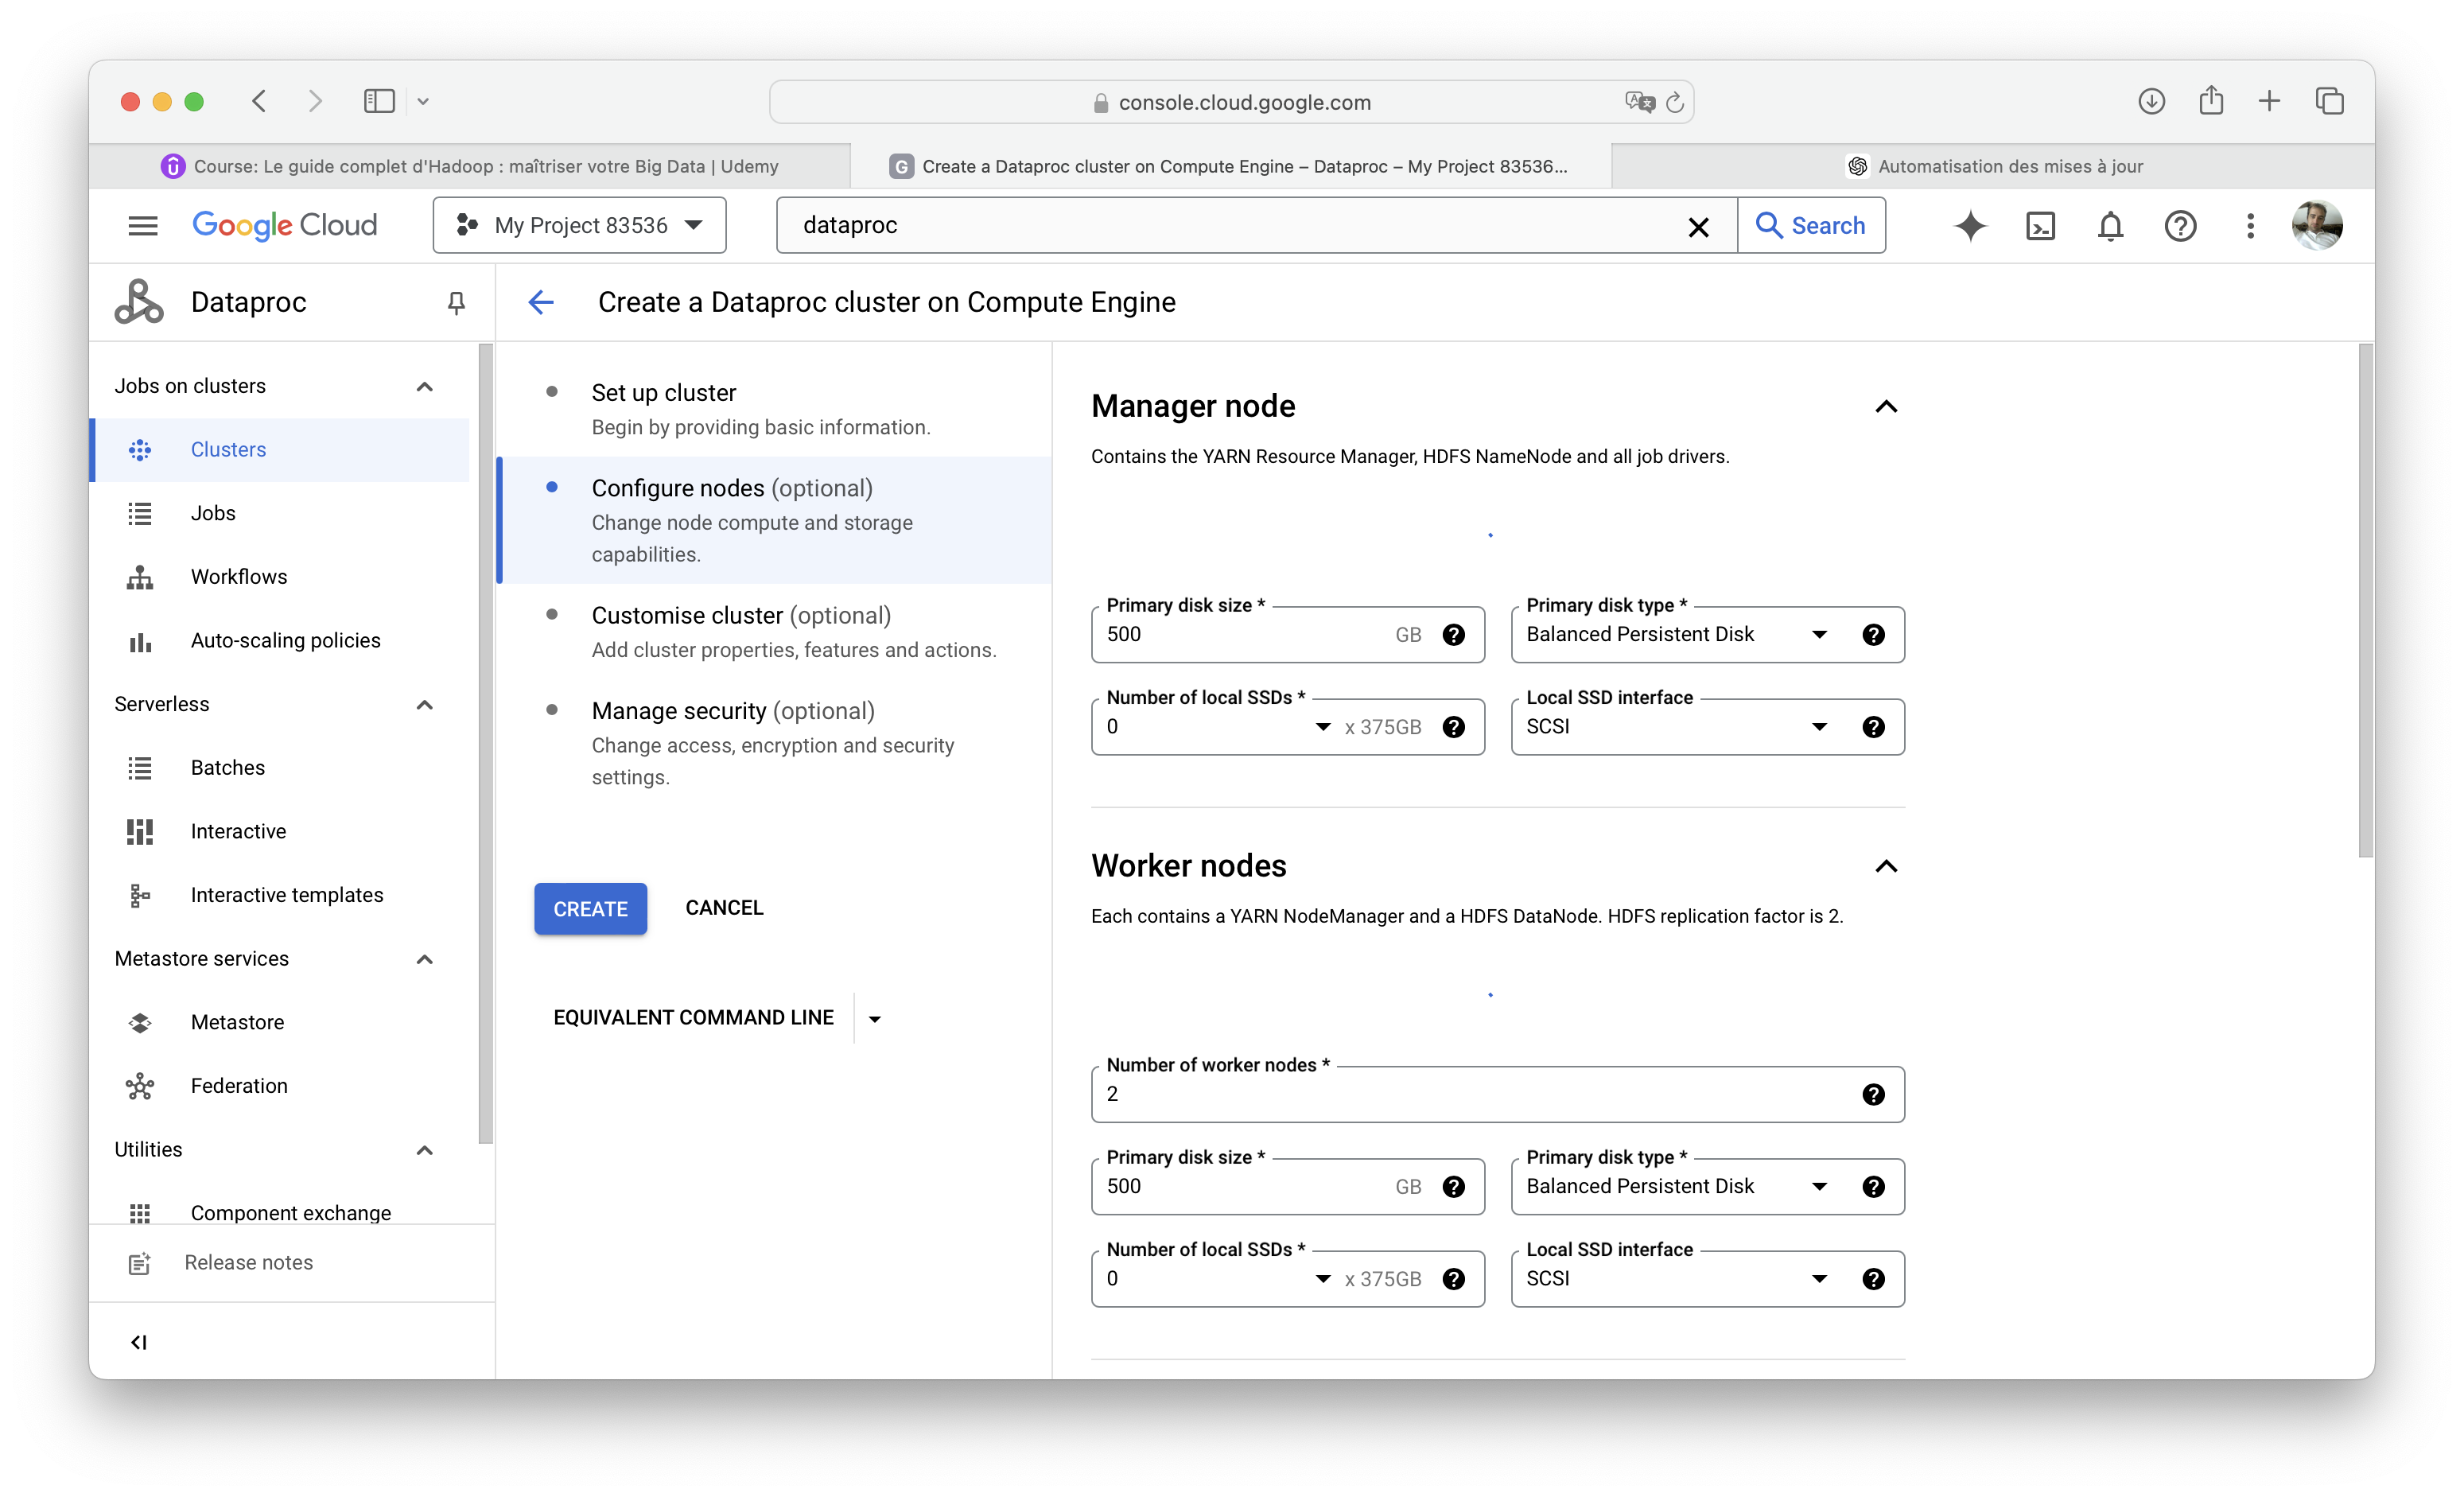 console.cloud.google.com
Course: Le guide complet d'Hadoop : maîtriser votre Big Data | Udemy
G Create a Dataproc cluster on Compute Engine – Dataproc – My Project 83536...
Automatisation des mises à jour
Google Cloud
My Project 83536
dataproc
Search
Dataproc
Create a Dataproc cluster on Compute Engine
Jobs on clusters
Clusters
Jobs
Workflows
Auto-scaling policies
Serverless
Batches
Interactive
Interactive templates
Metastore services
Metastore
Federation
Utilities
Component exchange
Release notes
Set up cluster
Begin by providing basic information.
Configure nodes (optional)
Change node compute and storage
capabilities.
Customise cluster (optional)
Add cluster properties, features and actions.
Manage security (optional)
Change access, encryption and security
settings.
CREATE
CANCEL
EQUIVALENT COMMAND LINE
Manager node
Contains the YARN Resource Manager, HDFS NameNode and all job drivers.
Primary disk size *
500 GB
Primary disk type *
Balanced Persistent Disk
Number of local SSDs *
0 x 375GB
Local SSD interface
SCSI
Worker nodes
Each contains a YARN NodeManager and a HDFS DataNode. HDFS replication factor is 2.
Number of worker nodes *
2
Primary disk size *
500 GB
Primary disk type *
Balanced Persistent Disk
Number of local SSDs *
0 x 375GB
Local SSD interface
SCSI